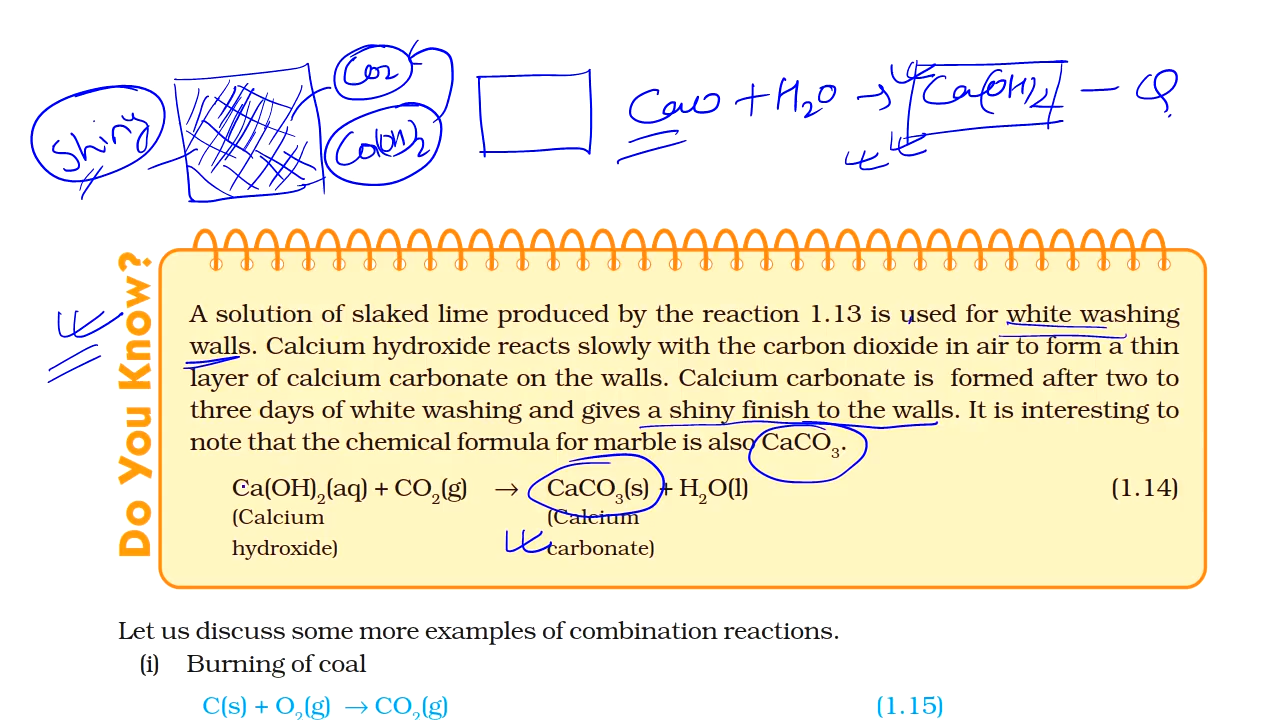 Shiny
CO2
Ca(OH)2
CaO + H2O → Ca(OH)2 — Q
Do You Know?
A solution of slaked lime produced by the reaction 1.13 is used for white washing
walls. Calcium hydroxide reacts slowly with the carbon dioxide in air to form a thin
layer of calcium carbonate on the walls. Calcium carbonate is formed after two to
three days of white washing and gives a shiny finish to the walls. It is interesting to
note that the chemical formula for marble is also CaCO3.
Ca(OH)2(aq) + CO2(g) → CaCO3(s) + H2O(l) (1.14)
(Calcium (Calcium
hydroxide) carbonate)
Let us discuss some more examples of combination reactions.
(i) Burning of coal
C(s) + O2(g) → CO2(g) (1.15)